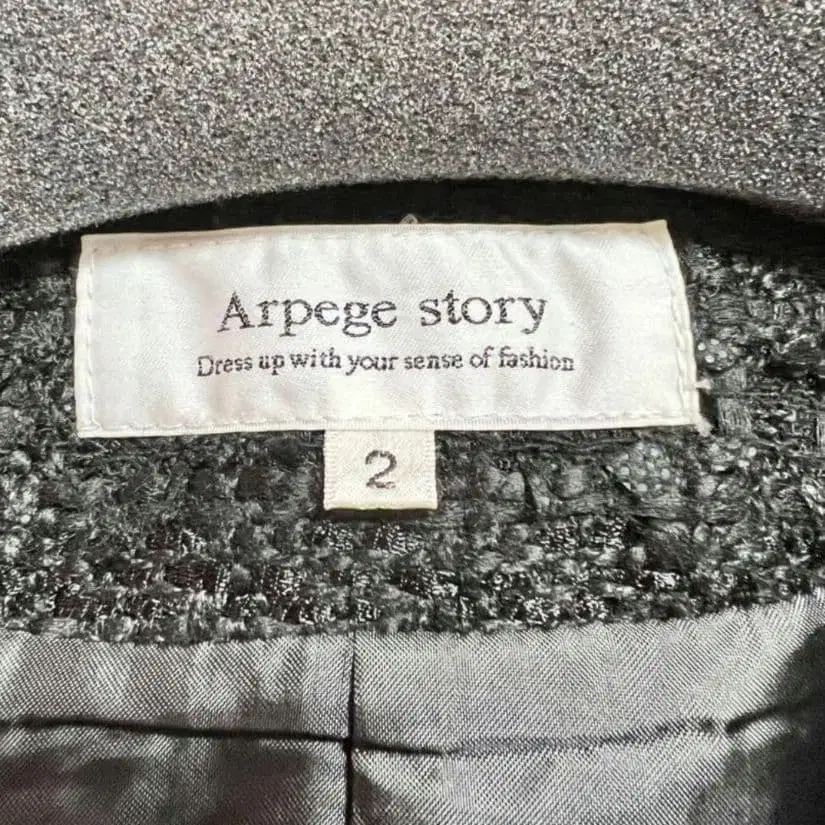 Arpege story
Dress up with your sense of fashion
2